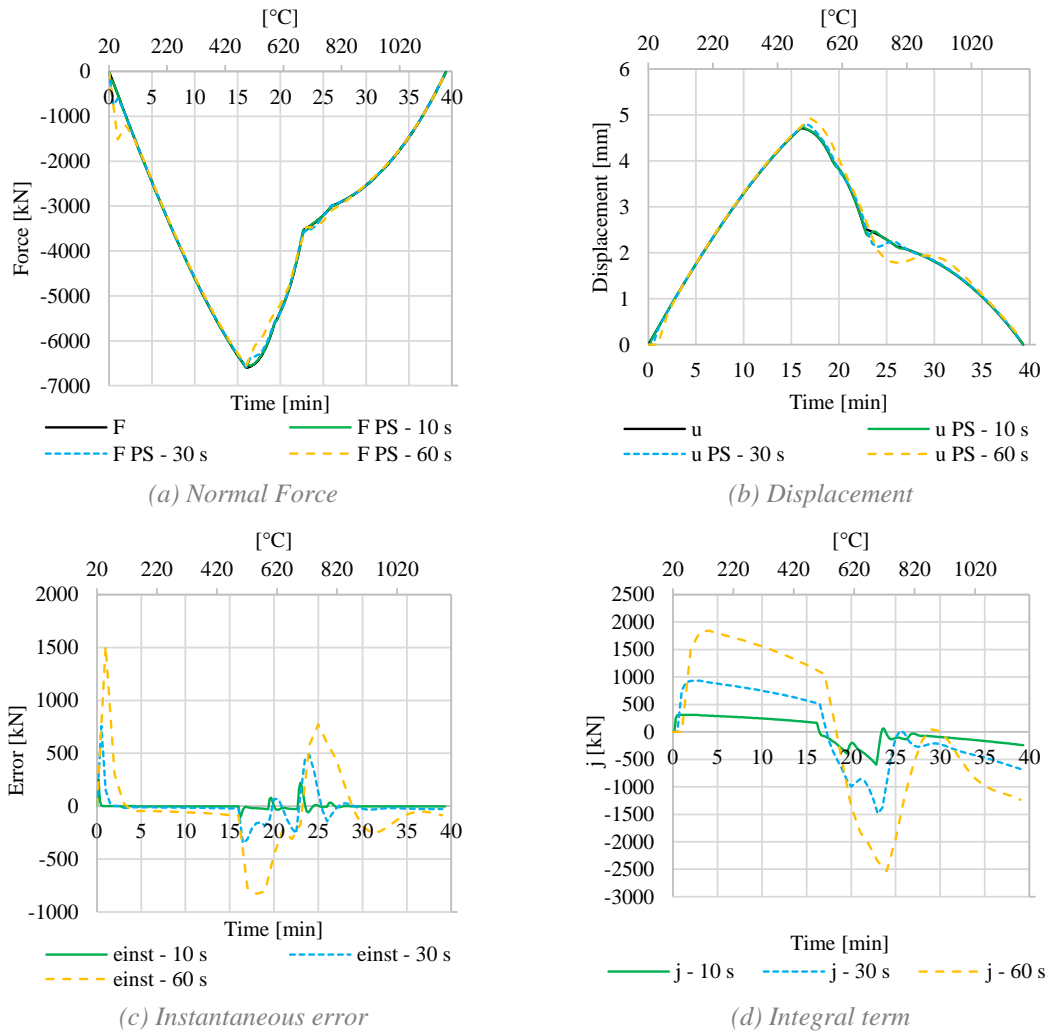 [°C]
20 220 420 620 820 1020
0
-1000
-2000
-3000
-4000
-5000
-6000
-7000
0 5 10 15 20 25 30 35 40
Force [kN]
Time [min]
F F PS - 10 s
F PS - 30 s F PS - 60 s
(a) Normal Force
[°C]
20 220 420 620 820 1020
6
5
4
3
2
1
0
0 5 10 15 20 25 30 35 40
Displacement [mm]
Time [min]
u u PS - 10 s
u PS - 30 s u PS - 60 s
(b) Displacement
[°C]
20 220 420 620 820 1020
2000
1500
1000
500
0
-500
-1000
0 5 10 15 20 25 30 35 40
Error [kN]
Time [min]
einst - 10 s einst - 30 s
einst - 60 s
(c) Instantaneous error
[°C]
20 220 420 620 820 1020
2500
2000
1500
1000
500
0
-500
-1000
-1500
-2000
-2500
-3000
0 5 10 15 20 25 30 35 40
j [kN]
Time [min]
j - 10 s j - 30 s j - 60 s
(d) Integral term